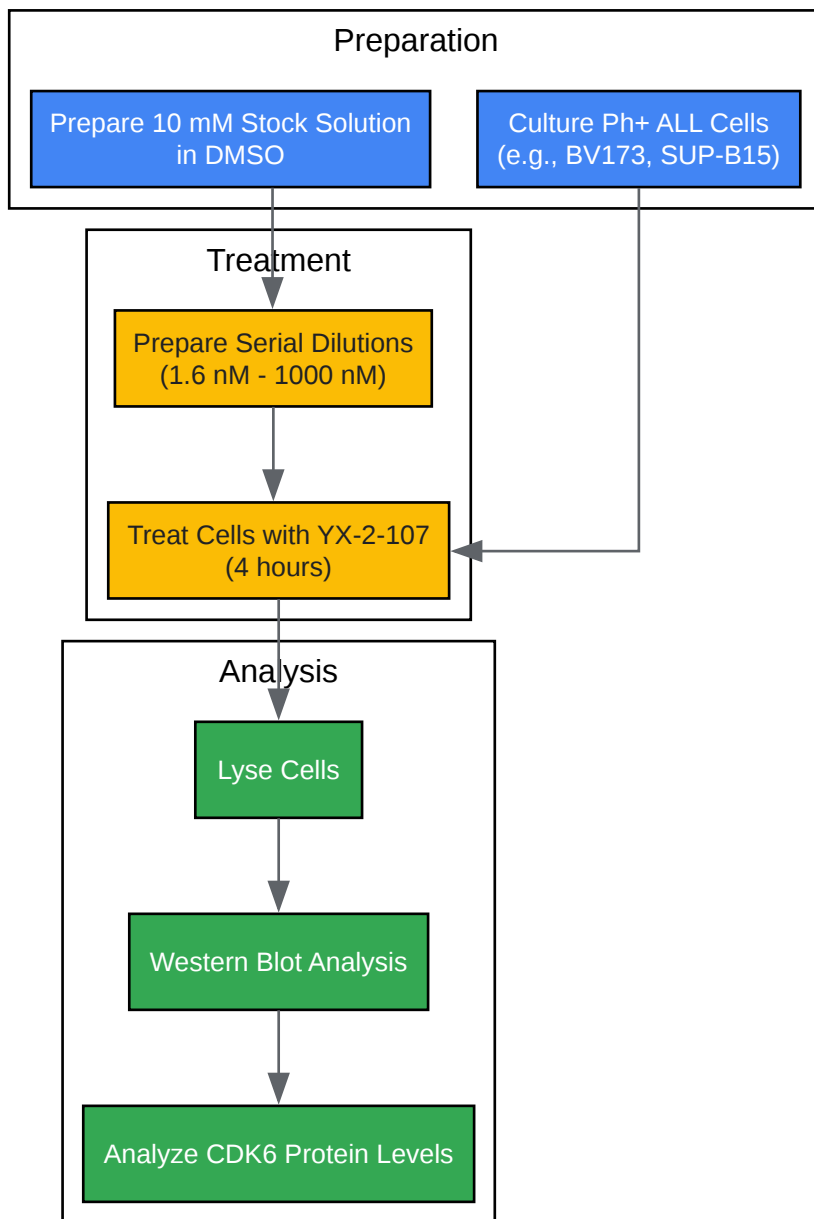 Preparation
Prepare 10 mM Stock Solution
in DMSO
Culture Ph+ ALL Cells
(e.g., BV173, SUP-B15)
Treatment
Prepare Serial Dilutions
(1.6 nM - 1000 nM)
Treat Cells with YX-2-107
(4 hours)
Analysis
Lyse Cells
Western Blot Analysis
Analyze CDK6 Protein Levels